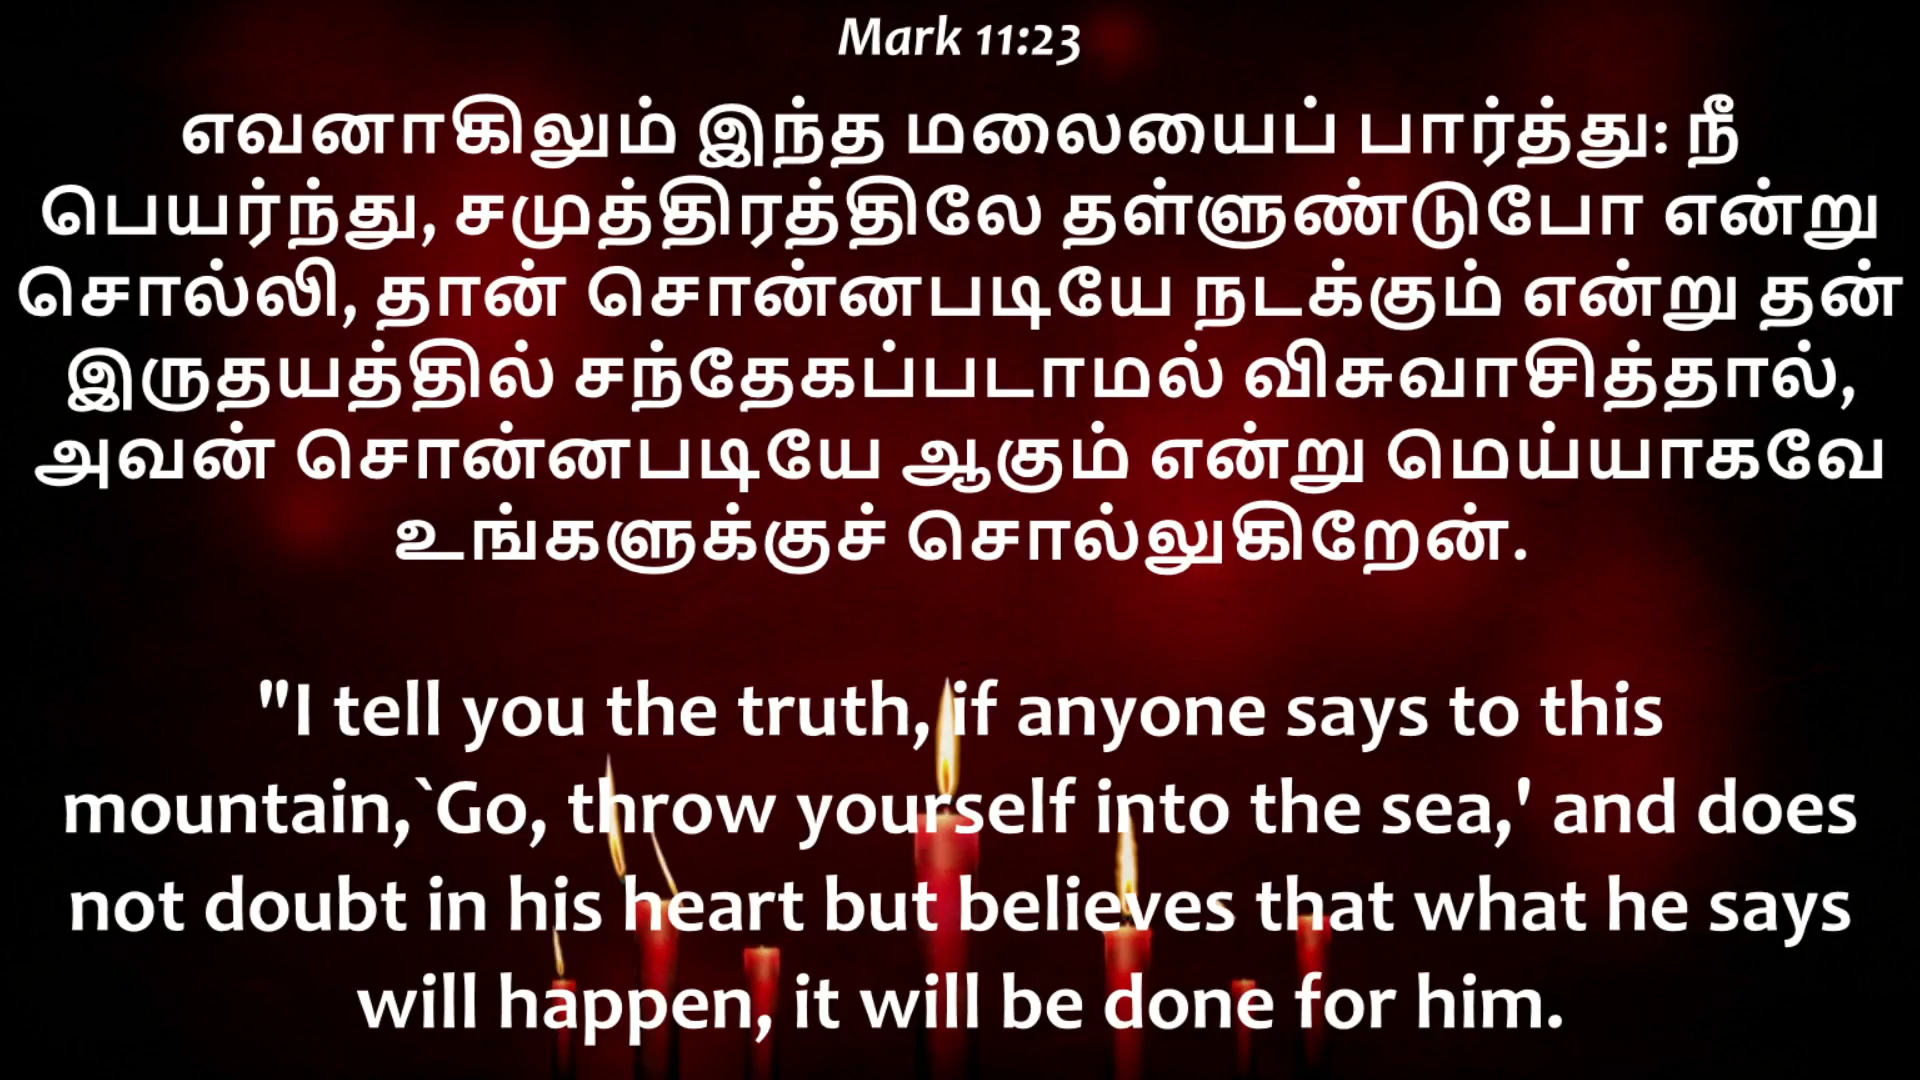 Mark 11:23
எவனாகிலும் இந்த மலையைப் பார்த்து: நீ
பெயர்ந்து, சமுத்திரத்திலே தள்ளுண்டுபோ என்று
சொல்லி, தான் சொன்னபடியே நடக்கும் என்று தன்
இருதயத்தில் சந்தேகப்படாமல் விசுவாசித்தால்,
அவன் சொன்னபடியே ஆகும் என்று மெய்யாகவே
உங்களுக்குச் சொல்லுகிறேன்.
"I tell you the truth, if anyone says to this
mountain,`Go, throw yourself into the sea,' and does
not doubt in his heart but believes that what he says
will happen, it will be done for him.